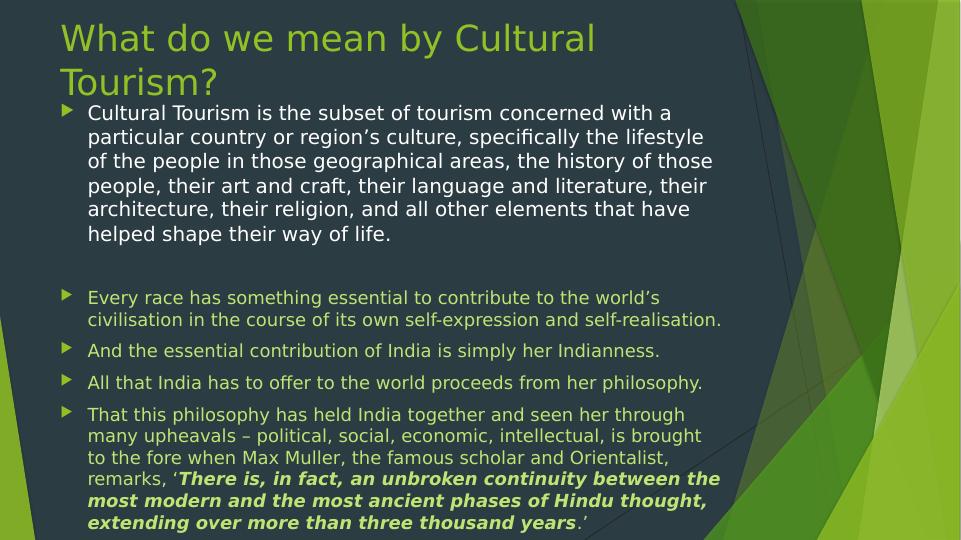 What do we mean by Cultural
Tourism?
Cultural Tourism is the subset of tourism concerned with a
particular country or region’s culture, specifically the lifestyle
of the people in those geographical areas, the history of those
people, their art and craft, their language and literature, their
architecture, their religion, and all other elements that have
helped shape their way of life.
Every race has something essential to contribute to the world’s
civilisation in the course of its own self-expression and self-realisation.
And the essential contribution of India is simply her Indianness.
All that India has to offer to the world proceeds from her philosophy.
That this philosophy has held India together and seen her through
many upheavals – political, social, economic, intellectual, is brought
to the fore when Max Muller, the famous scholar and Orientalist,
remarks, ‘There is, in fact, an unbroken continuity between the
most modern and the most ancient phases of Hindu thought,
extending over more than three thousand years.’